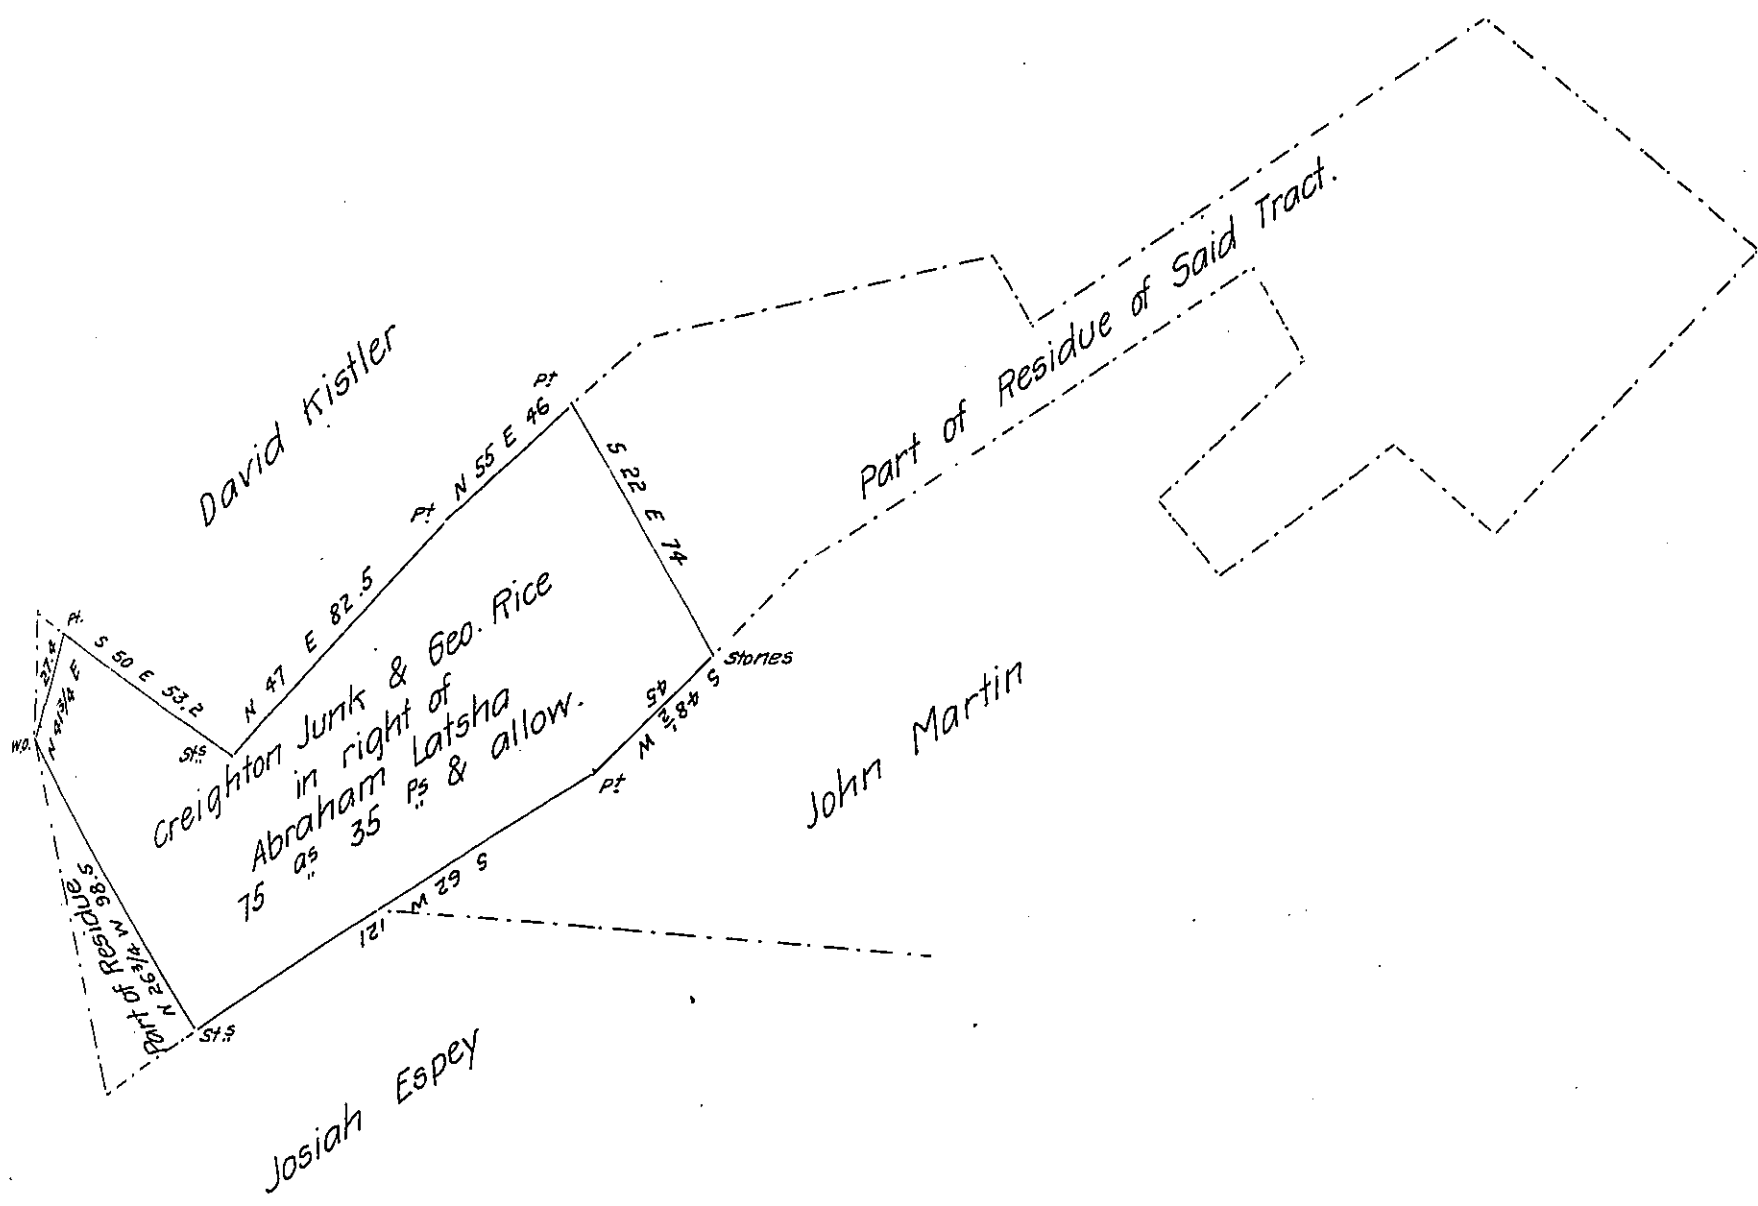 David Kistler
Part of Residue of Said Tract.
Pt
N 55 E 46
Pt
S 22 E 74
N 47 E 82.5
Pt.
S 50 E 53.2
Sts
27.4
N 41 3/4 E
W.O.
Creighton Junk & Geo. Rice
in right of
Abraham Latsha
75 as 35 ps & allow.
Stones
S 48 1/2 W
45
Pt
John Martin
S 62 W
121
N 26 3/4 W 98.5
Part of Residue
Sts
Josiah Espey